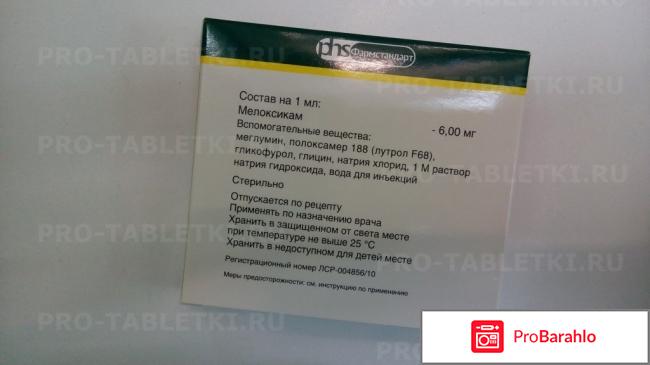 PRO-TABLETKI.RU
phs Фармстандарт
Состав на 1 мл:
Мелоксикам - 6,00 мг
Вспомогательные вещества:
меглумин, полоксамер 188 (лутрол F68),
гликофурол, глицин, натрия хлорид, 1 М раствор
натрия гидроксида, вода для инъекций
Стерильно
Отпускается по рецепту
Применять по назначению врача
Хранить в защищенном от света месте
при температуре не выше 25 °С
Хранить в недоступном для детей месте
Регистрационный номер ЛСР-004856/10
Меры предосторожности: см. инструкцию по применению
PRO-TABLETKI.RU
ProBarahlo